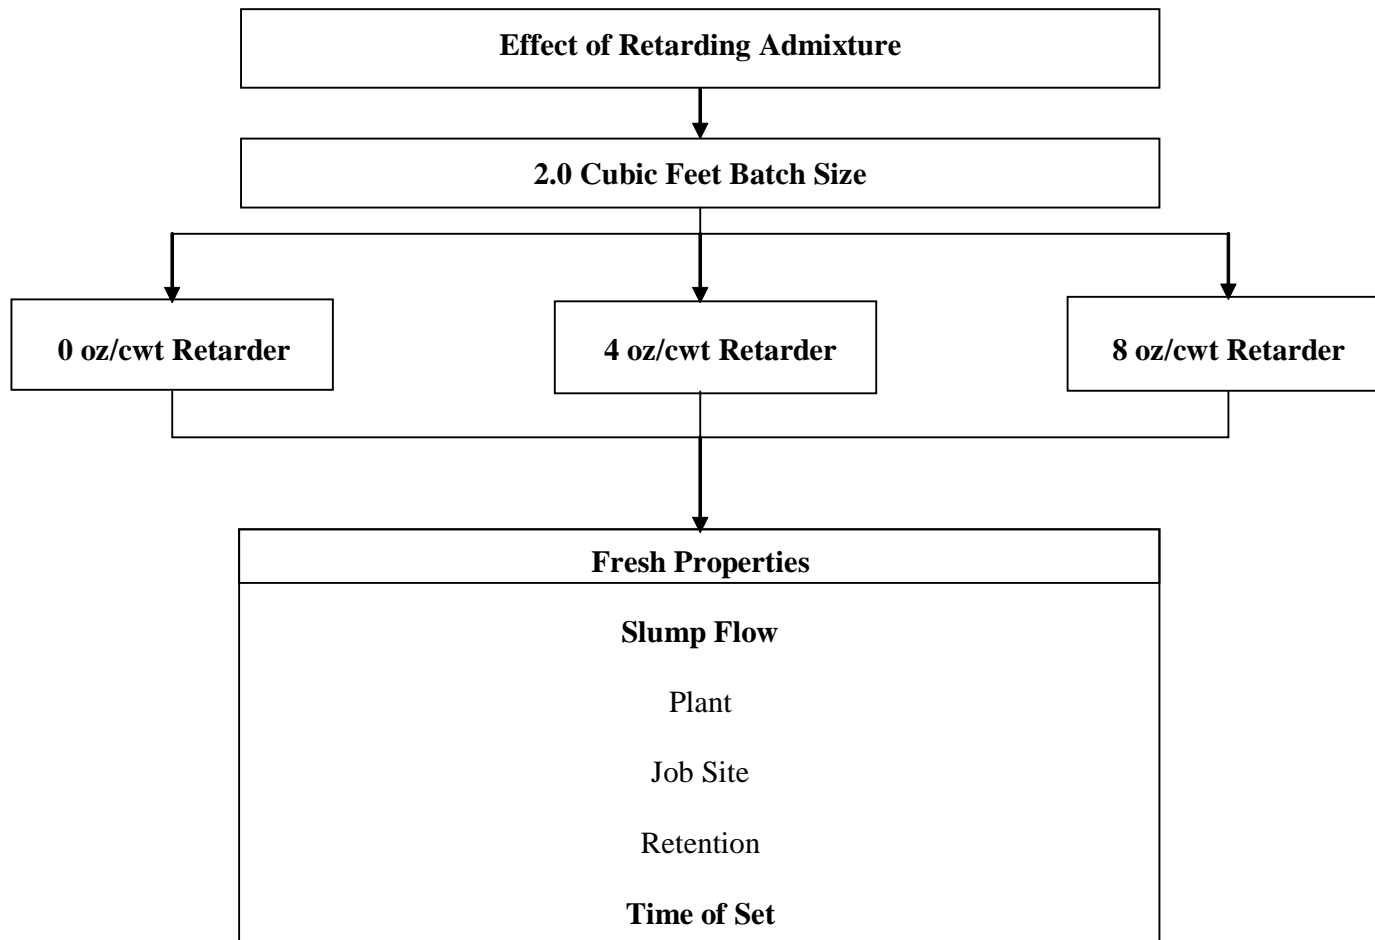 Effect of Retarding Admixture
2.0 Cubic Feet Batch Size
0 oz/cwt Retarder
4 oz/cwt Retarder
8 oz/cwt Retarder
Fresh Properties
Slump Flow
Plant
Job Site
Retention
Time of Set